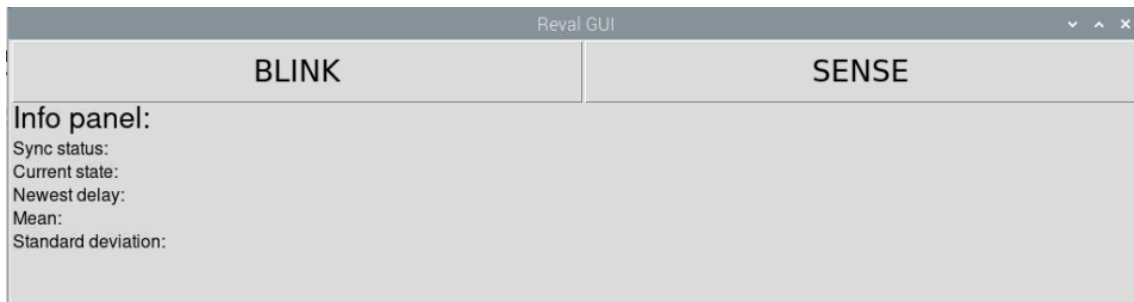 Reval GUI
BLINK SENSE
Info panel:
Sync status:
Current state:
Newest delay:
Mean:
Standard deviation: